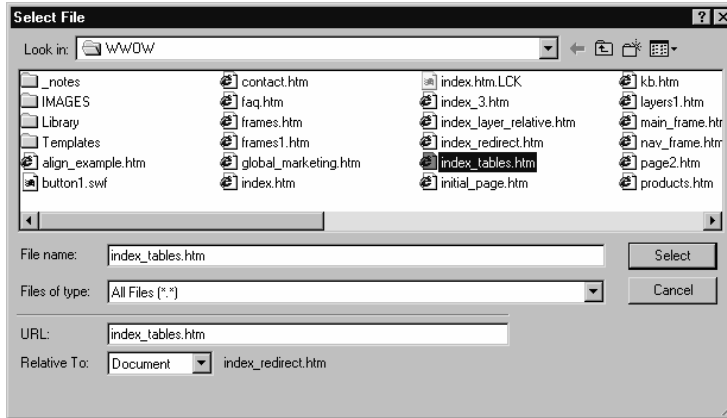 Select File
Look in: WWOW
_notes contact.htm index.htm.LCK kb.htm
IMAGES faq.htm index_3.htm layers1.htm
Library frames.htm index_layer_relative.htm main_frame.htm
Templates frames1.htm index_redirect.htm nav_frame.htm
align_example.htm global_marketing.htm index_tables.htm page2.htm
button1.swf index.htm initial_page.htm products.htm
File name: index_tables.htm Select
Files of type: All Files (*.*) Cancel
URL: index_tables.htm
Relative To: Document index_redirect.htm